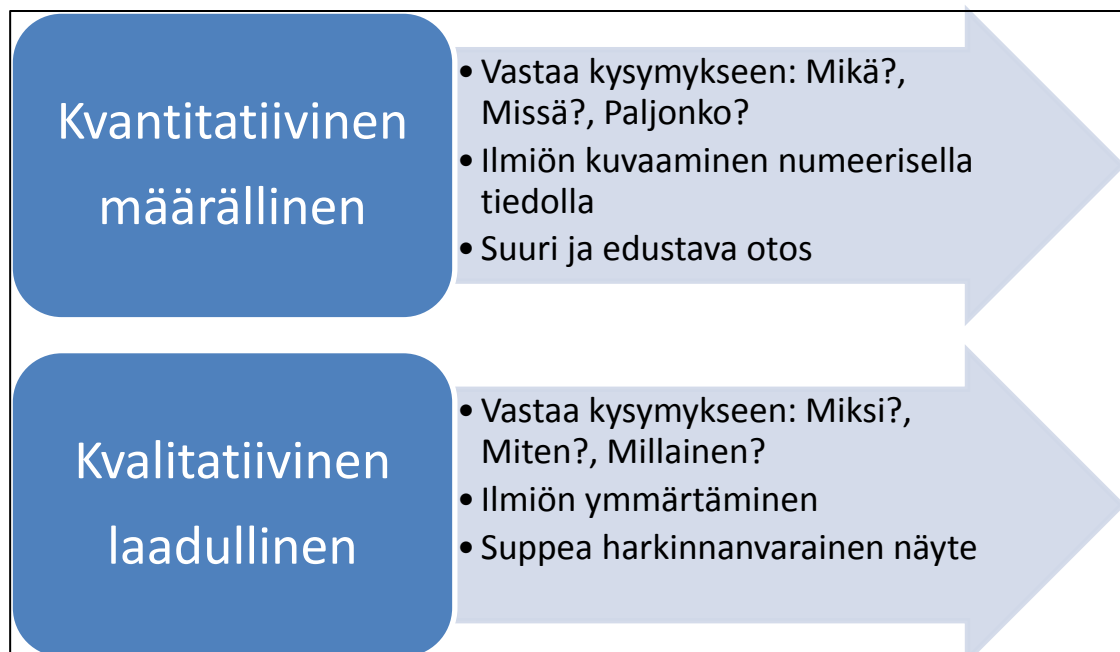 Kvantitatiivinen
määrällinen
• Vastaa kysymykseen: Mikä?,
Missä?, Paljonko?
• Ilmiön kuvaaminen numeerisella
tiedolla
• Suuri ja edustava otos
Kvalitatiivinen
laadullinen
• Vastaa kysymykseen: Miksi?,
Miten?, Millainen?
• Ilmiön ymmärtäminen
• Suppea harkinnanvarainen näyte